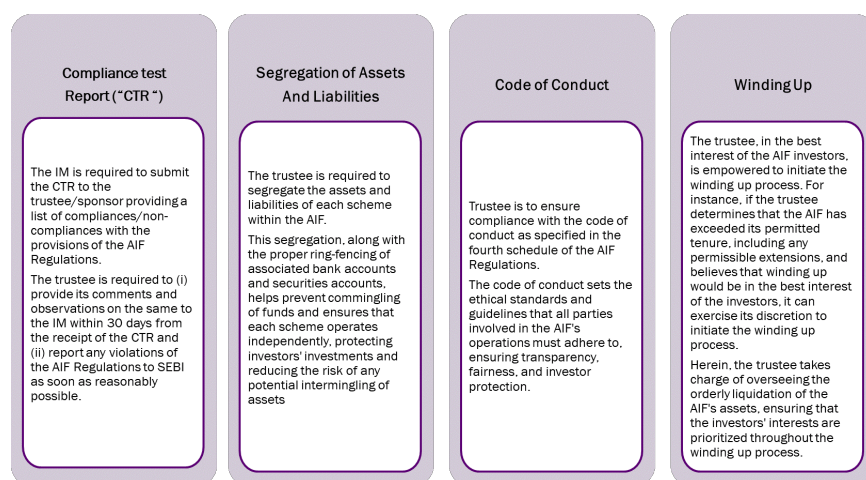 Compliance test
Report (“CTR “)
The IM is required to submit
the CTR to the
trustee/sponsor providing a
list of compliances/non-
compliances with the
provisions of the AIF
Regulations.
The trustee is required to (i)
provide its comments and
observations on the same to
the IM within 30 days from
the receipt of the CTR and
(ii) report any violations of
the AIF Regulations to SEBI
as soon as reasonably
possible.
Segregation of Assets
And Liabilities
The trustee is required to
segregate the assets and
liabilities of each scheme
within the AIF.
This segregation, along with
the proper ring-fencing of
associated bank accounts
and securities accounts,
helps prevent commingling
of funds and ensures that
each scheme operates
independently, protecting
investors' investments and
reducing the risk of any
potential intermingling of
assets
Code of Conduct
Trustee is to ensure
compliance with the code of
conduct as specified in the
fourth schedule of the AIF
Regulations.
The code of conduct sets the
ethical standards and
guidelines that all parties
involved in the AIF's
operations must adhere to,
ensuring transparency,
fairness, and investor
protection.
Winding Up
The trustee, in the best
interest of the AIF investors,
is empowered to initiate the
winding up process. For
instance, if the trustee
determines that the AIF has
exceeded its permitted
tenure, including any
permissible extensions, and
believes that winding up
would be in the best interest
of the investors, it can
exercise its discretion to
initiate the winding up
process.
Herein, the trustee takes
charge of overseeing the
orderly liquidation of the
AIF's assets, ensuring that
the investors' interests are
prioritized throughout the
winding up process.